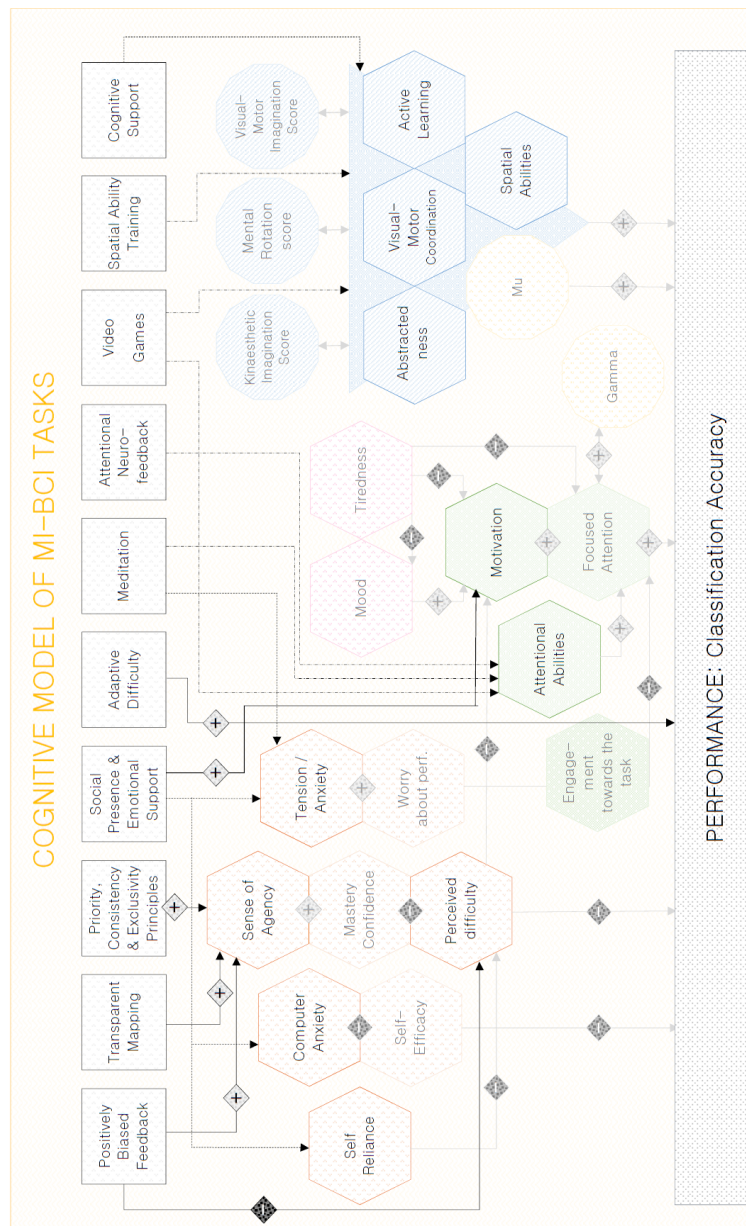 COGNITIVE MODEL OF MI-BCI TASKS
Positively
Biased
Feedback
Transparent
Mapping
Priority,
Consistency
& Exclusivity
Principles
Social
Presence &
Emotional
Support
Adaptive
Difficulty
Meditation
Attentional
Neuro-
feedback
Video
Games
Spatial Ability
Training
Cognitive
Support
+
+
+
+
+
Self
Reliance
Computer
Anxiety
Self-
Efficacy
Sense of
Agency
+
Mastery
Confidence
Perceived
difficulty
Tension /
Anxiety
+
Worry
about perf.
Mood
Tiredness
+
Motivation
+
Focused
Attention
+
Attentional
Abilities
+
Engage-
ment
towards the
task
+
Gamma
Mu
+
Kinaesthetic
Imagination
Score
Mental
Rotation
score
Visual-
Motor
Imagination
Score
Abstracted
ness
Visual-
Motor
Coordination
Active
Learning
Spatial
Abilities
+
PERFORMANCE: Classification Accuracy